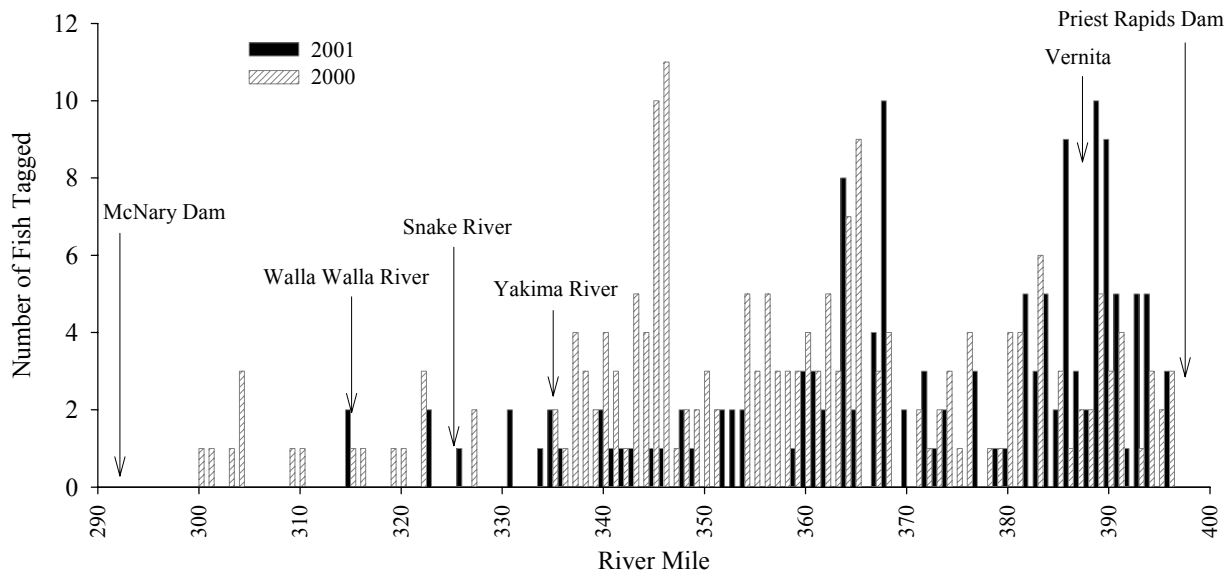 Priest Rapids Dam
Vernita
2001
2000
McNary Dam
Snake River
Walla Walla River
Yakima River
Number of Fish Tagged
12
10
8
6
4
2
0
290
300
310
320
330
340
350
360
370
380
390
400
River Mile